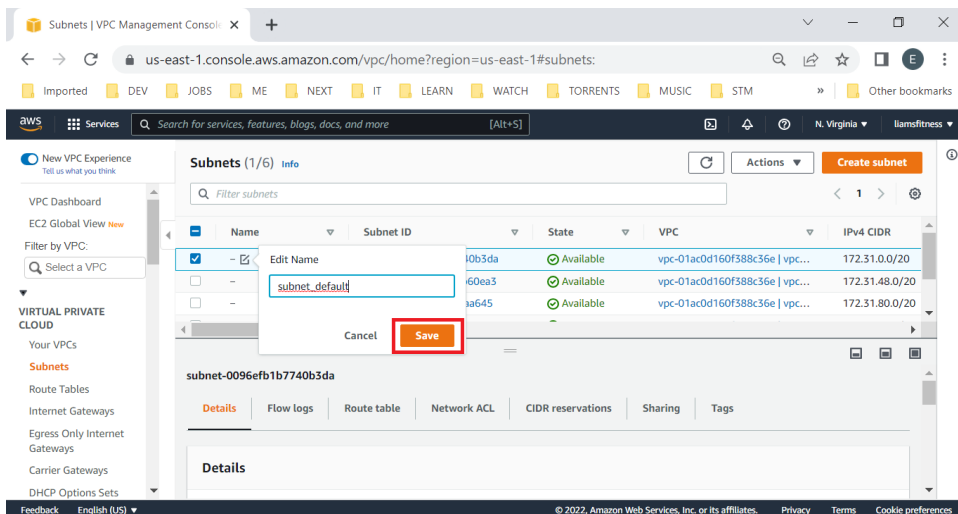 Subnets | VPC Management Console
us-east-1.console.aws.amazon.com/vpc/home?region=us-east-1#subnets:
E
Imported DEV JOBS ME NEXT IT LEARN WATCH TORRENTS MUSIC STM » Other bookmarks
aws Services Search for services, features, blogs, docs, and more [Alt+S] N. Virginia ▼ liamsfitness ▼
New VPC Experience
Tell us what you think
VPC Dashboard
EC2 Global View New
Filter by VPC:
Select a VPC
VIRTUAL PRIVATE
CLOUD
Your VPCs
Subnets
Route Tables
Internet Gateways
Egress Only Internet
Gateways
Carrier Gateways
DHCP Options Sets
Subnets (1/6) Info
Actions ▼ Create subnet
Filter subnets
< 1 >
Name Subnet ID State VPC IPv4 CIDR
– 40b3da Available vpc-01ac0d160f388c36e | vpc... 172.31.0.0/20
– 60ea3 Available vpc-01ac0d160f388c36e | vpc... 172.31.48.0/20
– aa645 Available vpc-01ac0d160f388c36e | vpc... 172.31.80.0/20
Edit Name
subnet_default
Cancel Save
subnet-0096efb1b7740b3da
Details Flow logs Route table Network ACL CIDR reservations Sharing Tags
Details
Feedback English (US) ▼ © 2022, Amazon Web Services, Inc. or its affiliates. Privacy Terms Cookie preferences